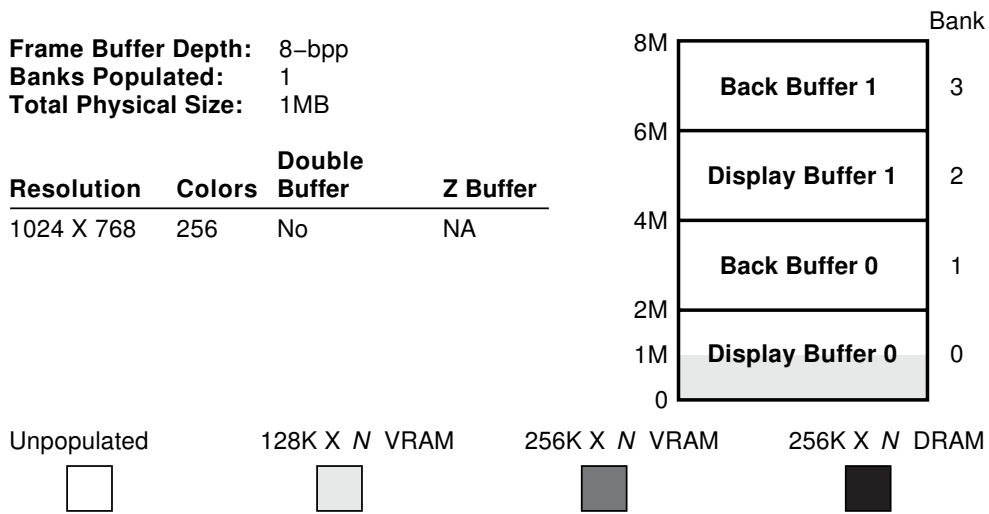 Frame Buffer Depth: 8–bpp
Banks Populated: 1
Total Physical Size: 1MB
Double
Resolution Colors Buffer Z Buffer
1024 X 768 256 No NA
Bank
8M
Back Buffer 1 3
6M
Display Buffer 1 2
4M
Back Buffer 0 1
2M
1M Display Buffer 0 0
0
Unpopulated 128K X N VRAM 256K X N VRAM 256K X N DRAM